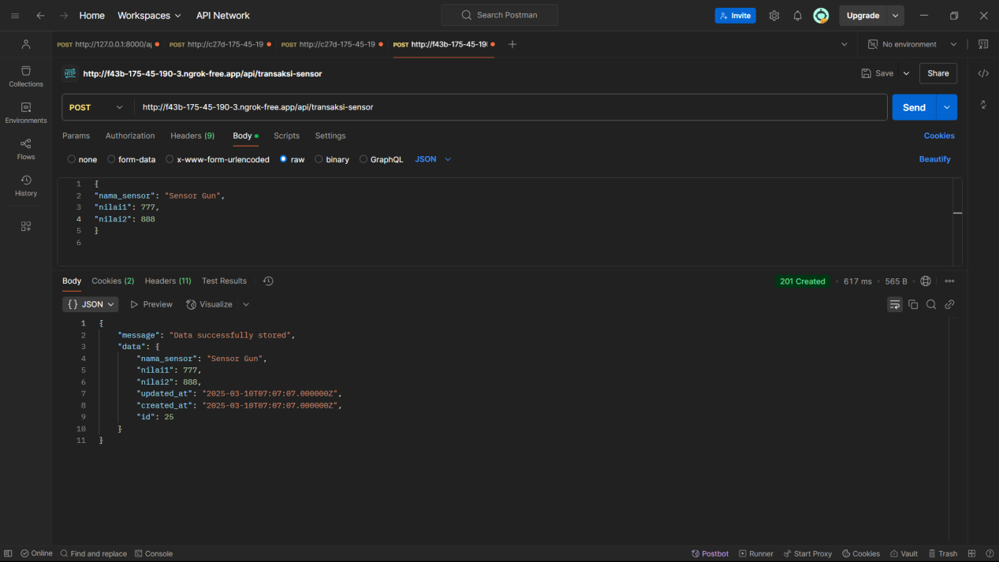 Home Workspaces API Network Search Postman Invite Upgrade
POST http://127.0.0.1:8000/a POST http://c27d-175-45-19 POST http://c27d-175-45-19 POST http://f43b-175-45-19 No environment
Collections
Environments
Flows
History
HTTP http://f43b-175-45-190-3.ngrok-free.app/api/transaksi-sensor Save Share
POST http://f43b-175-45-190-3.ngrok-free.app/api/transaksi-sensor Send
Params Authorization Headers (9) Body Scripts Settings Cookies
none form-data x-www-form-urlencoded raw binary GraphQL JSON Beautify
1 {
2 "nama_sensor": "Sensor Gun",
3 "nilai1": 777,
4 "nilai2": 888
5 }
6
Body Cookies (2) Headers (11) Test Results 201 Created • 617 ms • 565 B •
{} JSON Preview Visualize
1 {
2 "message": "Data successfully stored",
3 "data": {
4 "nama_sensor": "Sensor Gun",
5 "nilai1": 777,
6 "nilai2": 888,
7 "updated_at": "2025-03-10T07:07:07.000000Z",
8 "created_at": "2025-03-10T07:07:07.000000Z",
9 "id": 25
10 }
11 }
Online Find and replace Console Postbot Runner Start Proxy Cookies Vault Trash